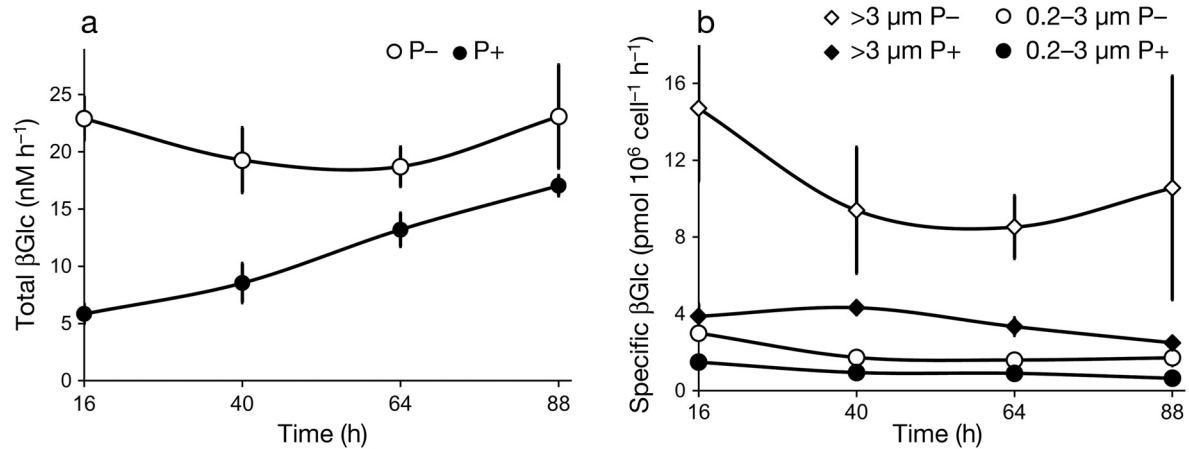 a
P− P+
Total βGlc (nM h⁻¹)
25
20
15
10
5
0
16 40 64 88
Time (h)
b
>3 µm P− 0.2–3 µm P−
>3 µm P+ 0.2–3 µm P+
Specific βGlc (pmol 10⁶ cell⁻¹ h⁻¹)
16
12
8
4
0
16 40 64 88
Time (h)